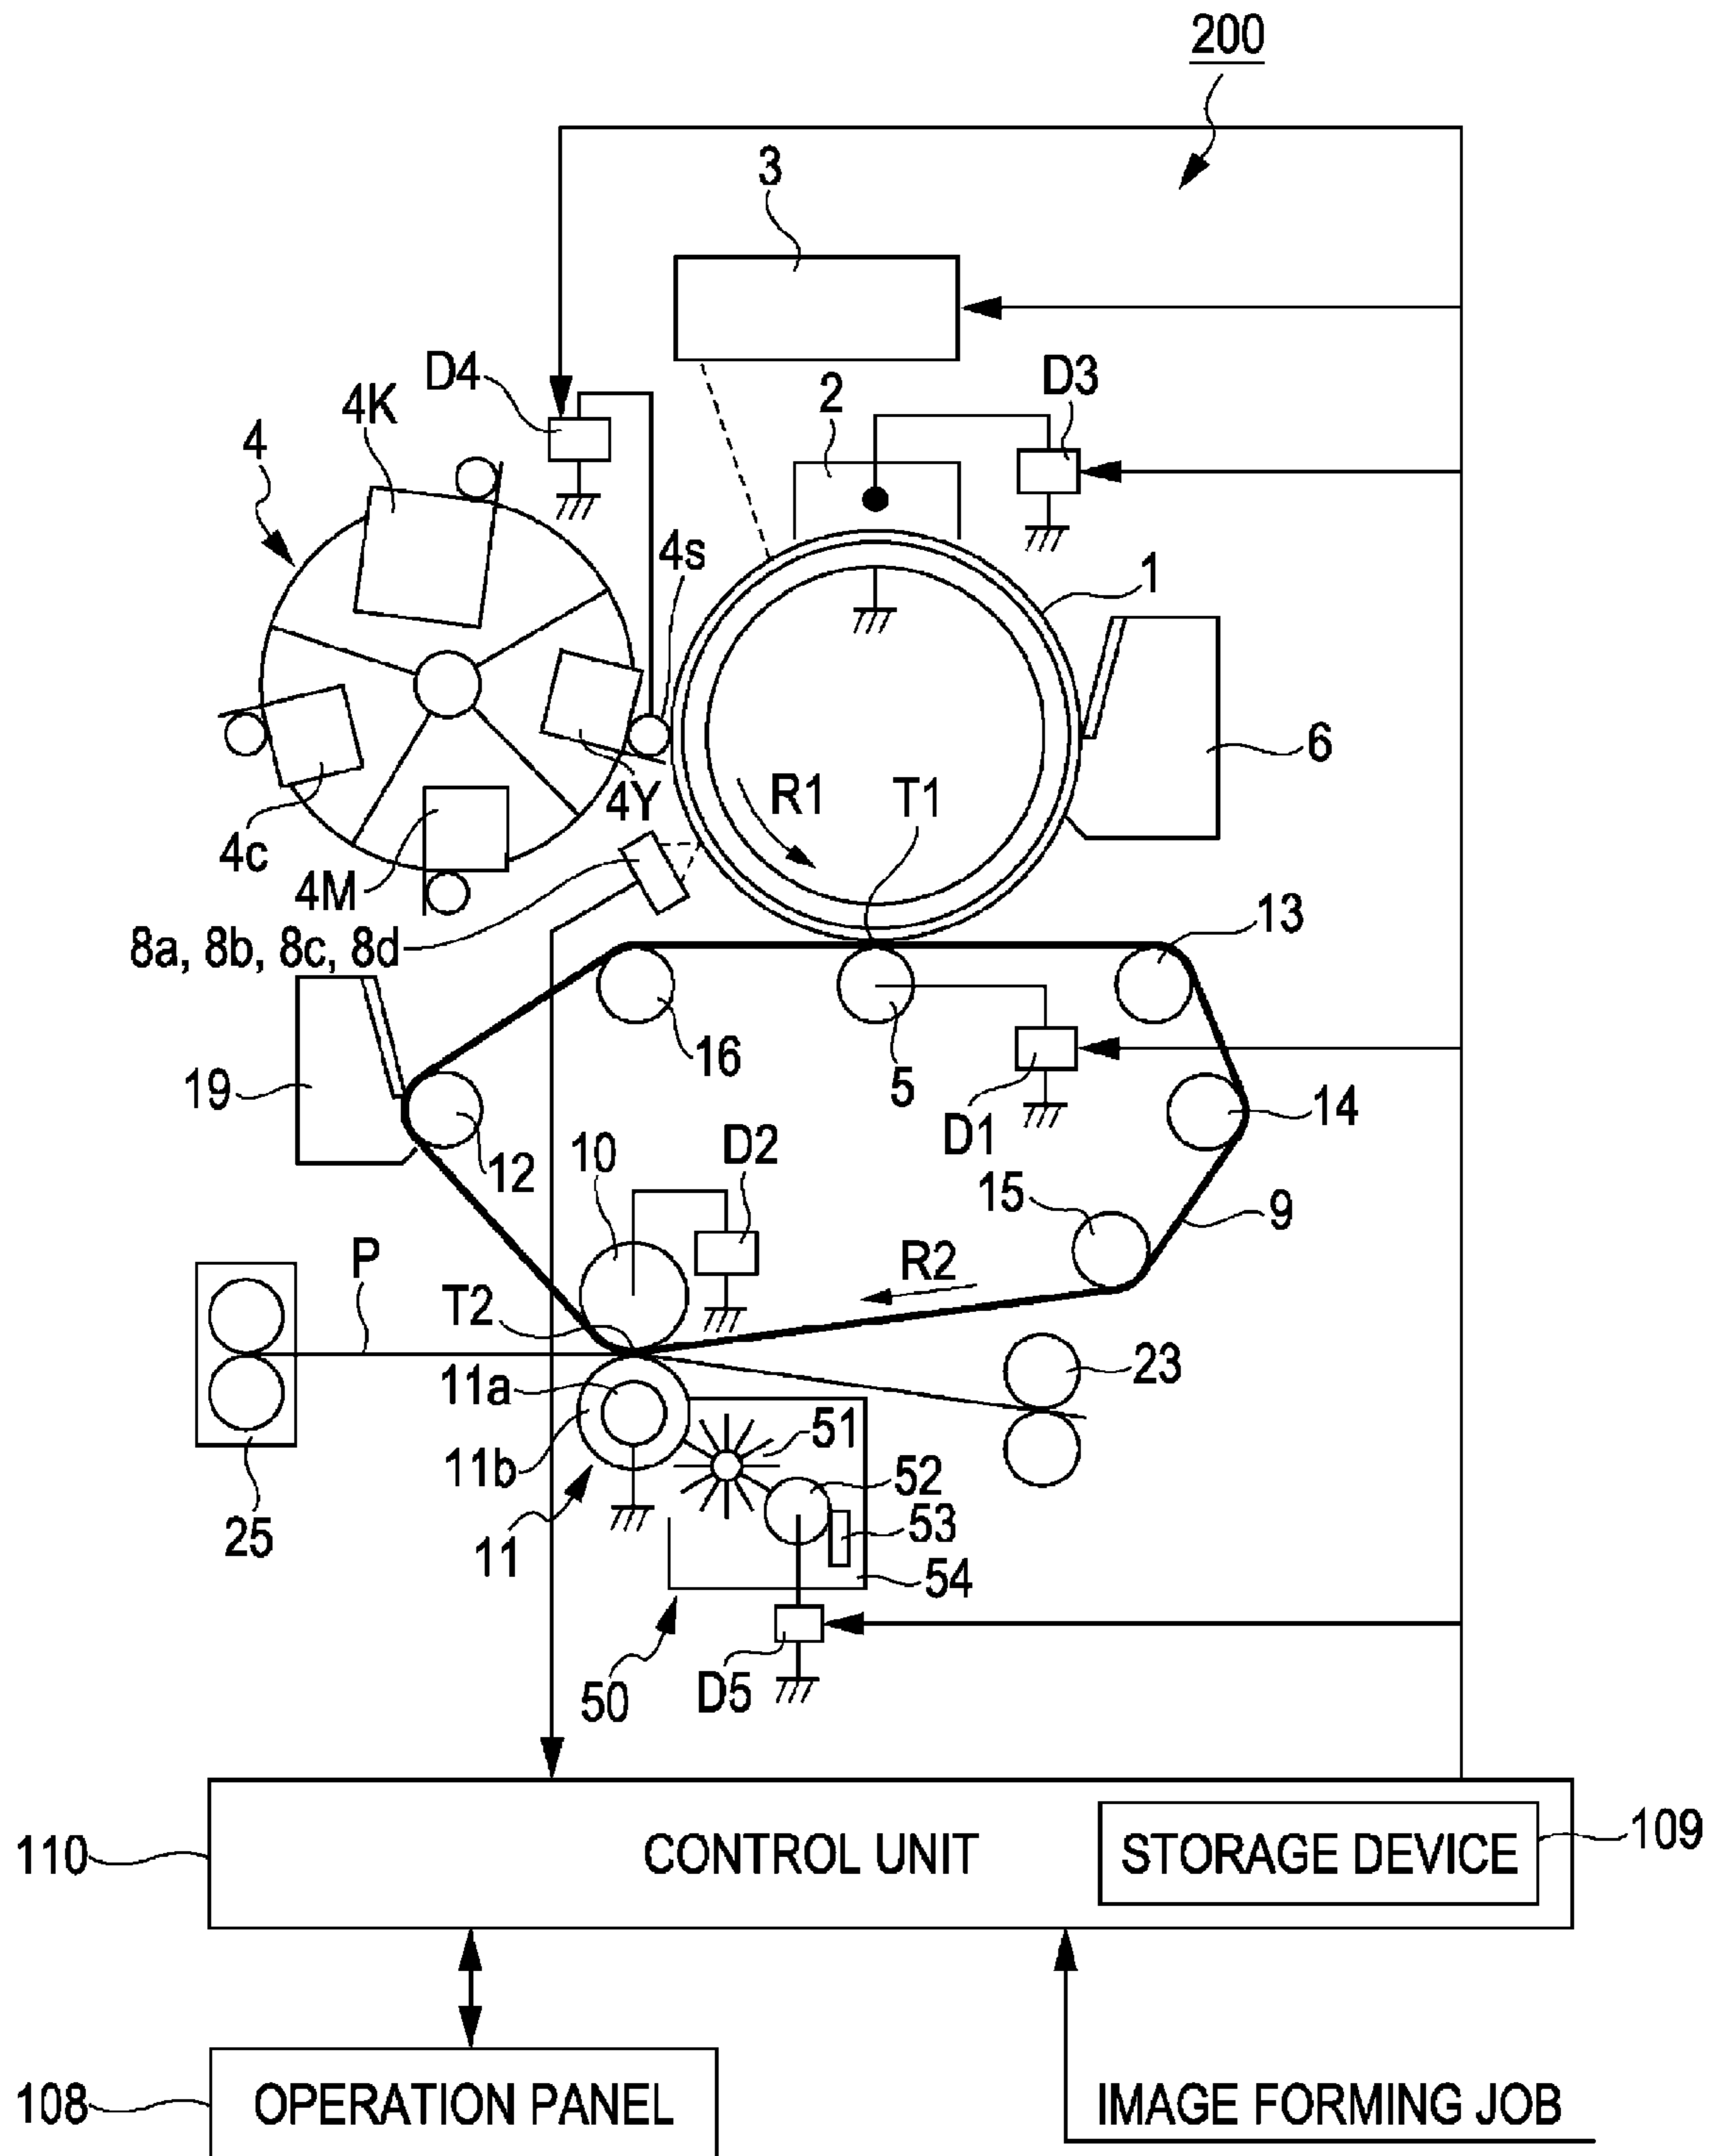 200
3
D4
D3
2
4K
4
4s
1
6
R1
T1
4Y
4c
4M
8a, 8b, 8c, 8d
13
16
5
19
D1
14
12
10
D2
15
9
P
R2
T2
23
11a
51
11b
52
25
53
11
54
50
D5
110
CONTROL UNIT
STORAGE DEVICE
109
108
OPERATION PANEL
IMAGE FORMING JOB